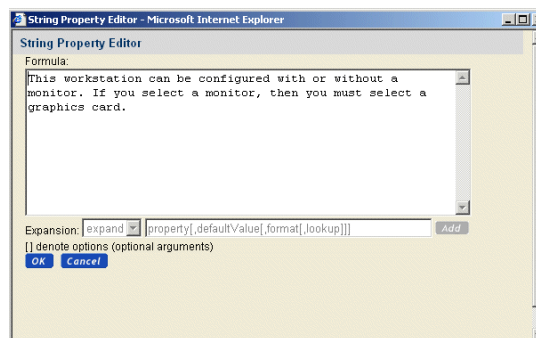 String Property Editor - Microsoft Internet Explorer
String Property Editor
Formula:
This workstation can be configured with or without a
monitor. If you select a monitor, then you must select a
graphics card.
Expansion: expand property[,defaultValue[,format[,lookup]]] Add
[] denote options (optional arguments)
OK Cancel